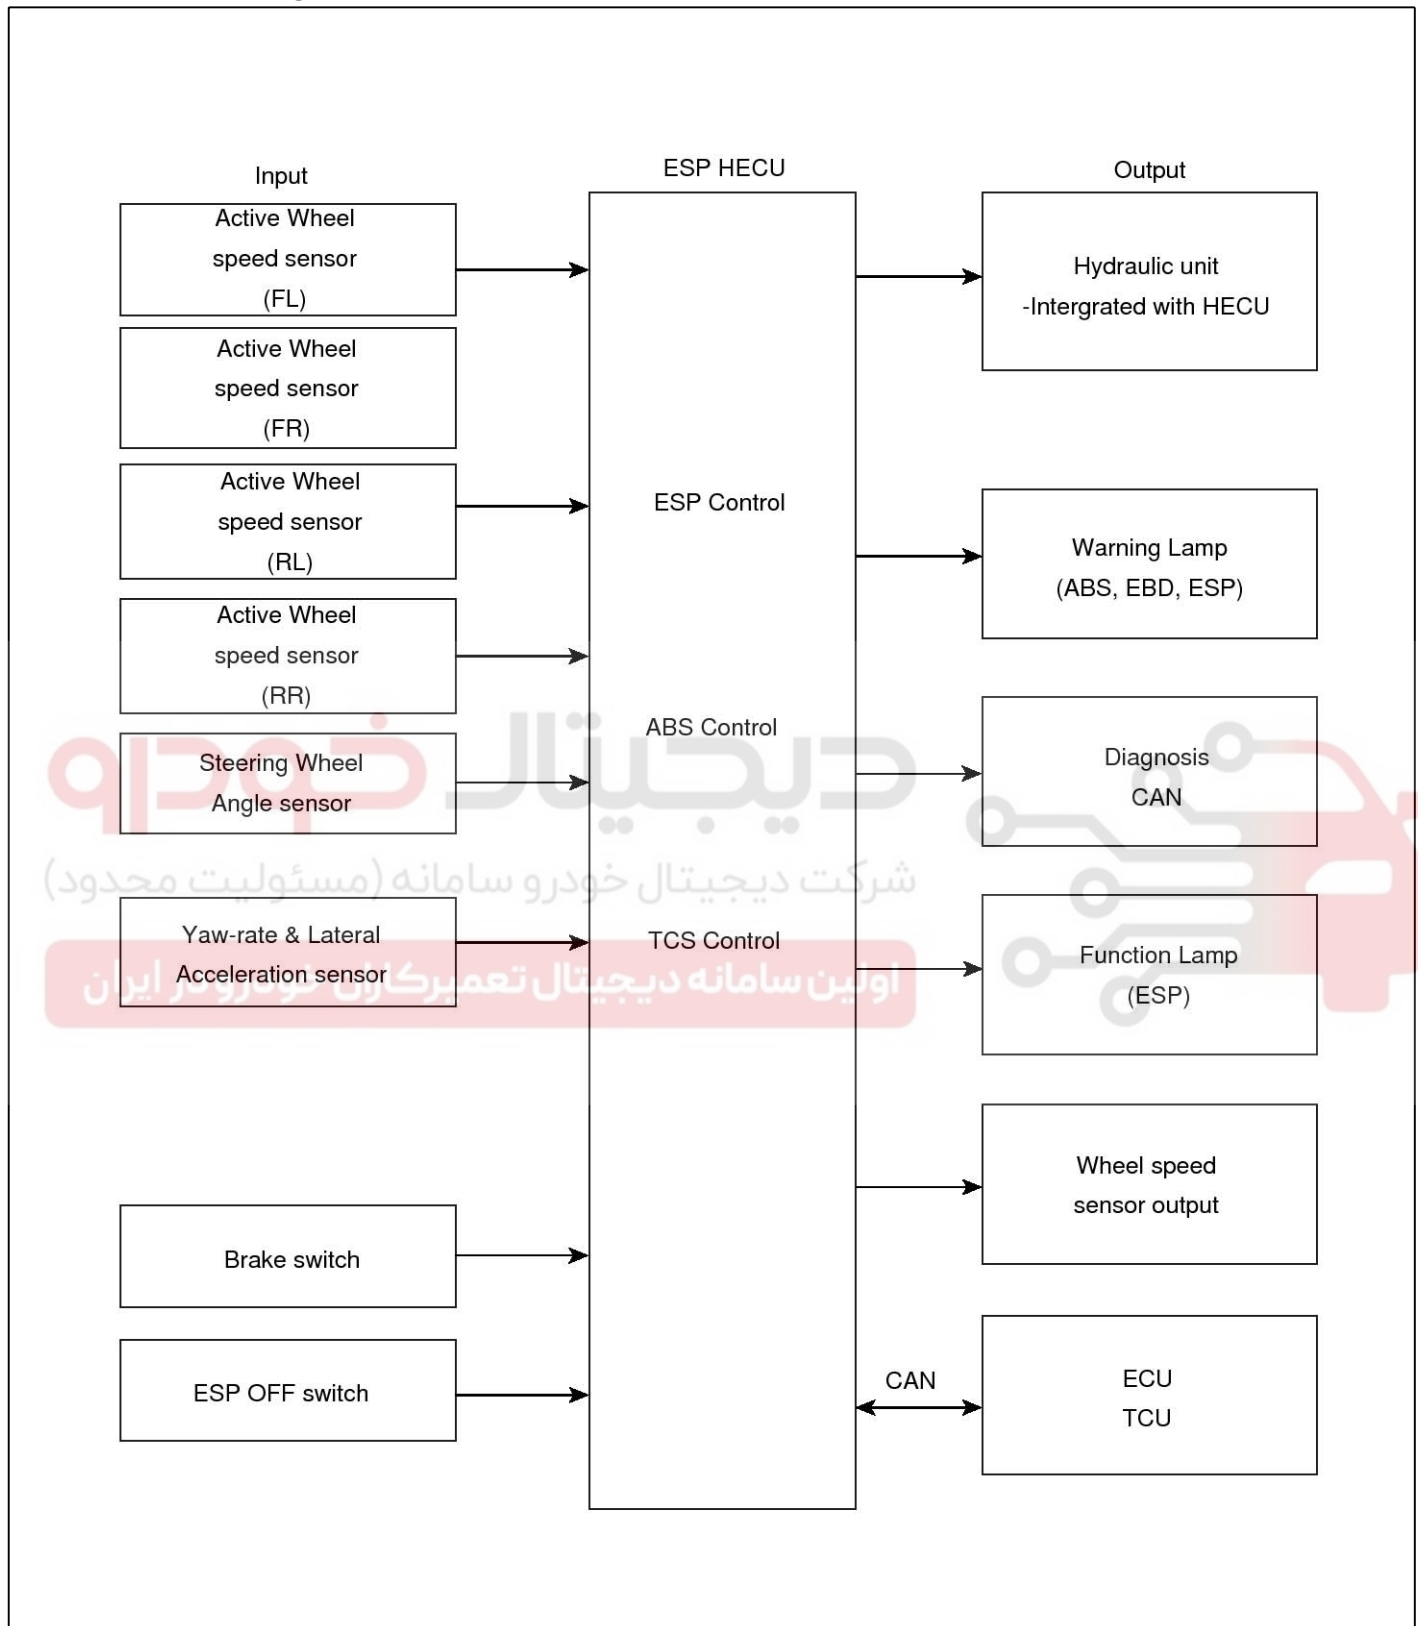 Input
ESP HECU
Output
Active Wheel
speed sensor
(FL)
Active Wheel
speed sensor
(FR)
Active Wheel
speed sensor
(RL)
Active Wheel
speed sensor
(RR)
Steering Wheel
Angle sensor
Yaw-rate & Lateral
Acceleration sensor
Brake switch
ESP OFF switch
ESP Control
ABS Control
TCS Control
Hydraulic unit
-Intergrated with HECU
Warning Lamp
(ABS, EBD, ESP)
Diagnosis
CAN
Function Lamp
(ESP)
Wheel speed
sensor output
CAN
ECU
TCU
دیجیتال خودرو
شرکت دیجیتال خودرو سامانه (مسئولیت محدود)
اولین سامانه دیجیتال تعمیرکاران خودرو در ایران